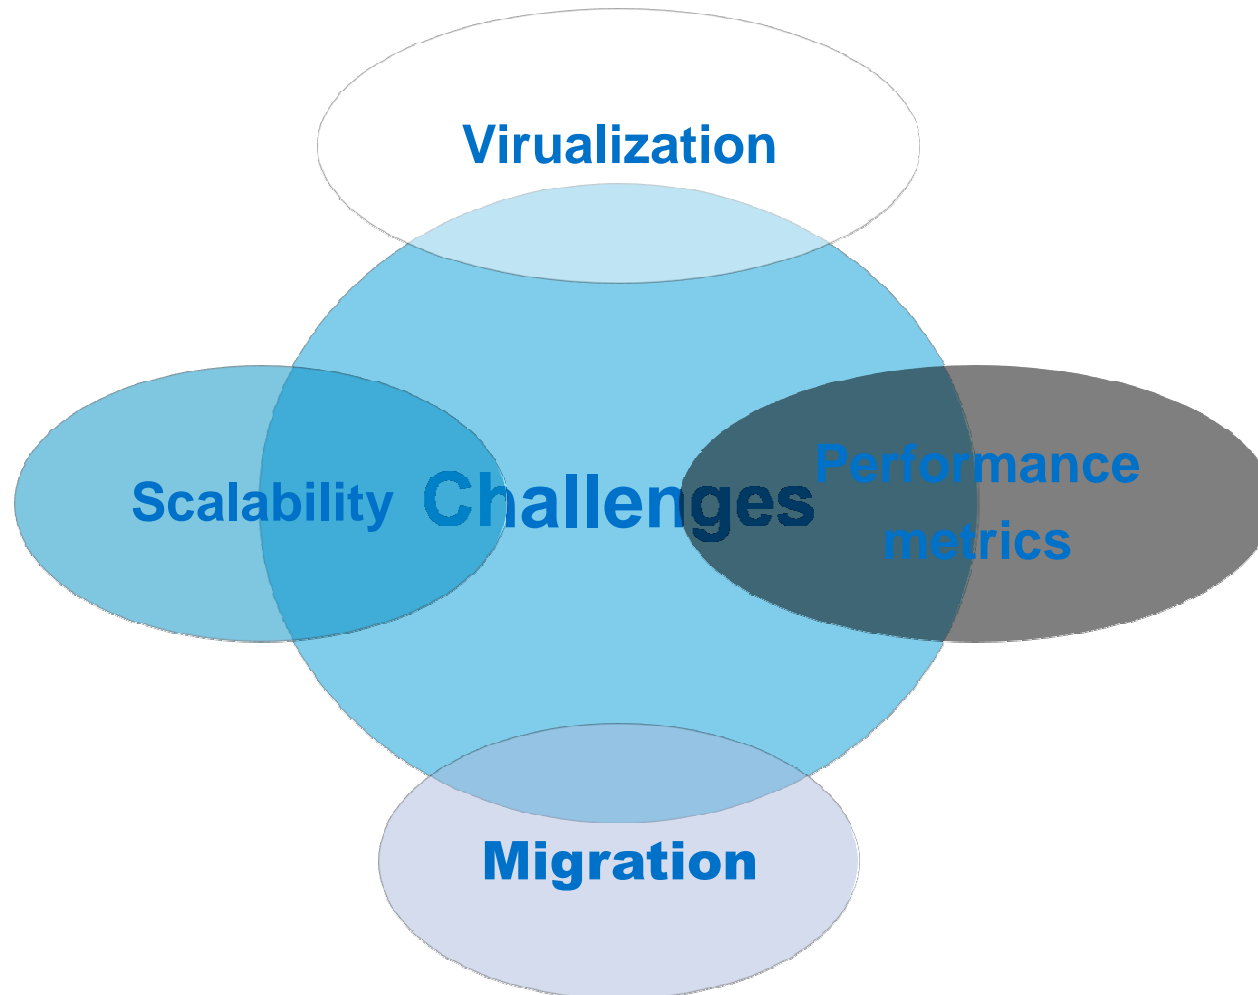 Virualization
Scalability
Challenges
Performance
metrics
Migration